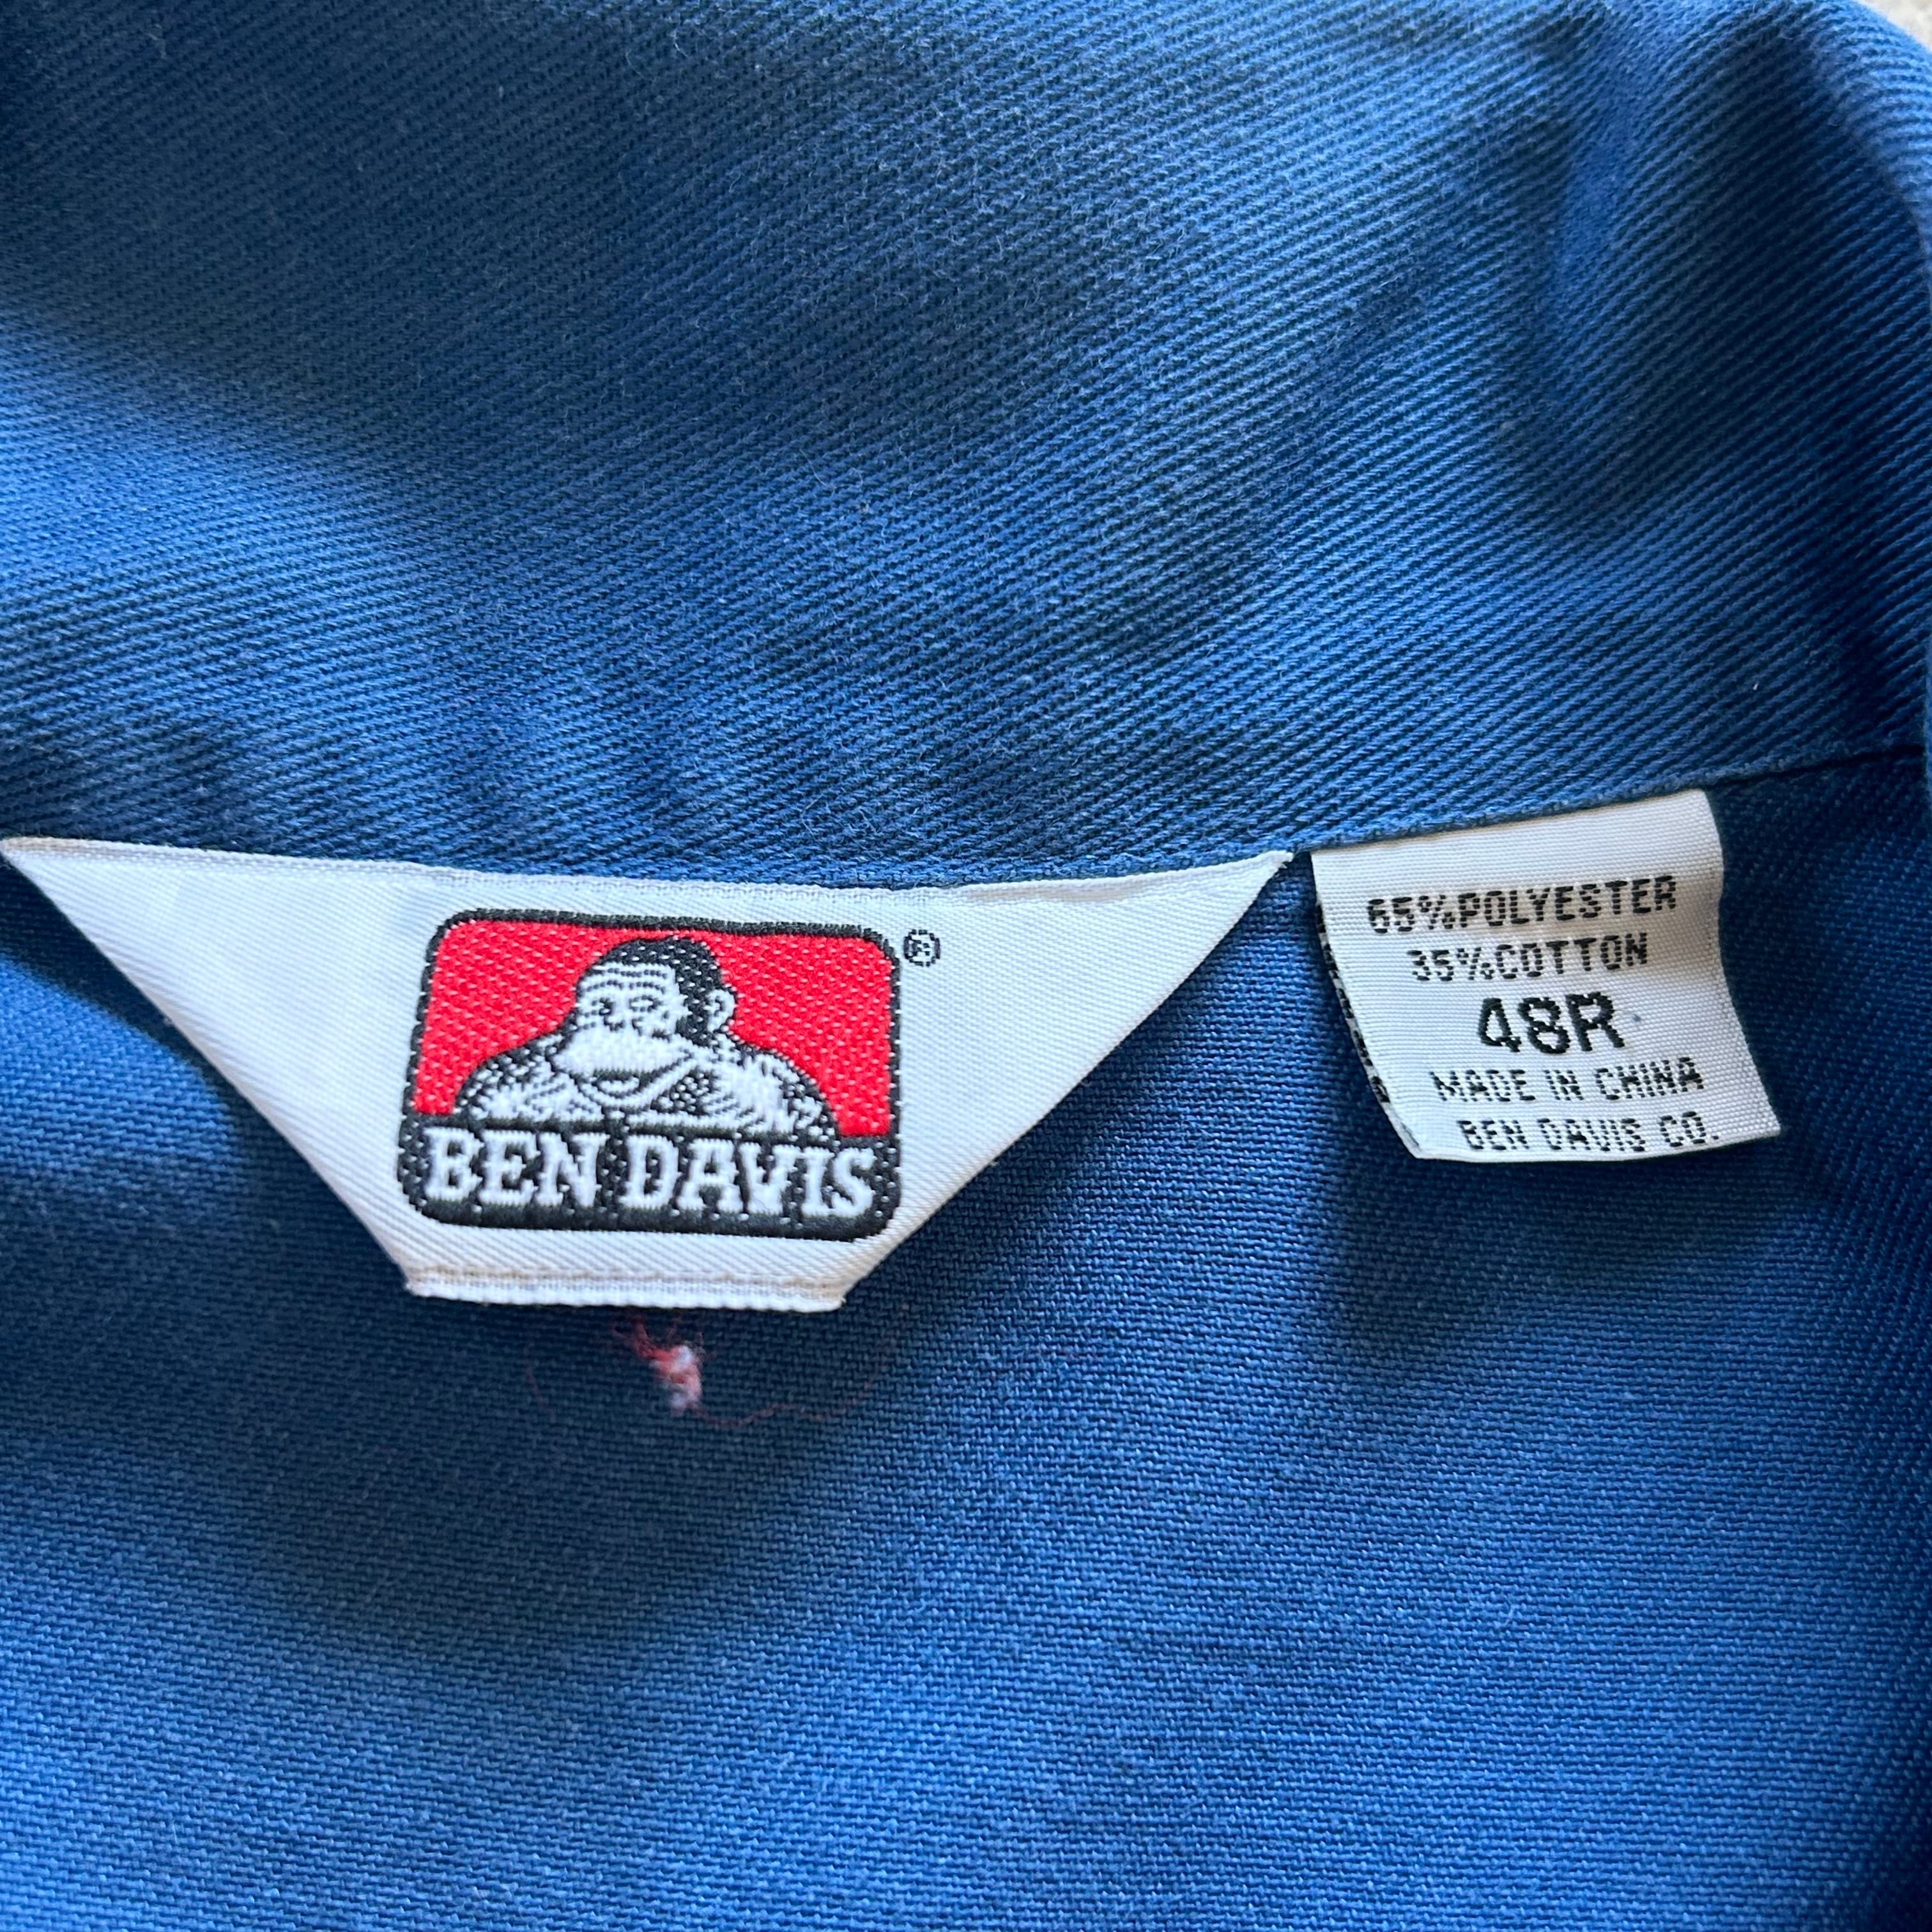 BEN DAVIS
®
65%POLYESTER
35%COTTON
48R
MADE IN CHINA
BEN DAVIS CO.